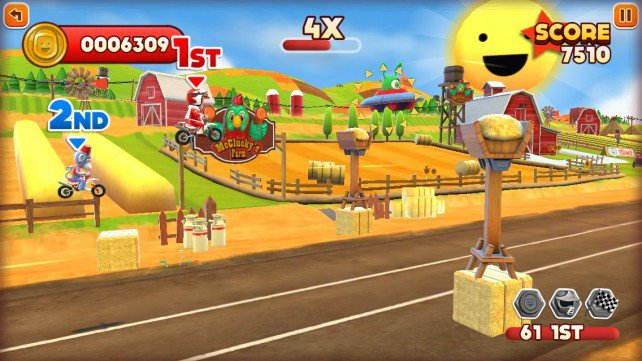 0006309
1ST
4X
SCORE
7510
2ND
McClucky's
Farm
61 1ST